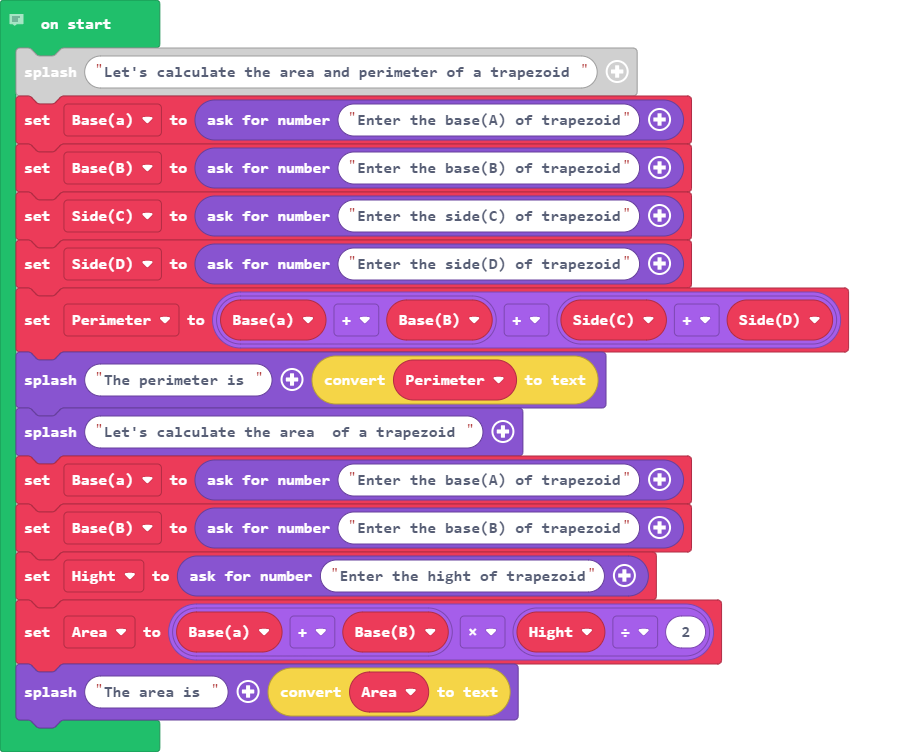 on start
splash "Let's calculate the area and perimeter of a trapezoid "
set Base(a) to ask for number "Enter the base(A) of trapezoid"
set Base(B) to ask for number "Enter the base(B) of trapezoid"
set Side(C) to ask for number "Enter the side(C) of trapezoid"
set Side(D) to ask for number "Enter the side(D) of trapezoid"
set Perimeter to Base(a) + Base(B) + Side(C) + Side(D)
splash "The perimeter is " convert Perimeter to text
splash "Let's calculate the area  of a trapezoid "
set Base(a) to ask for number "Enter the base(A) of trapezoid"
set Base(B) to ask for number "Enter the base(B) of trapezoid"
set Hight to ask for number "Enter the hight of trapezoid"
set Area to Base(a) + Base(B) × Hight ÷ 2
splash "The area is " convert Area to text